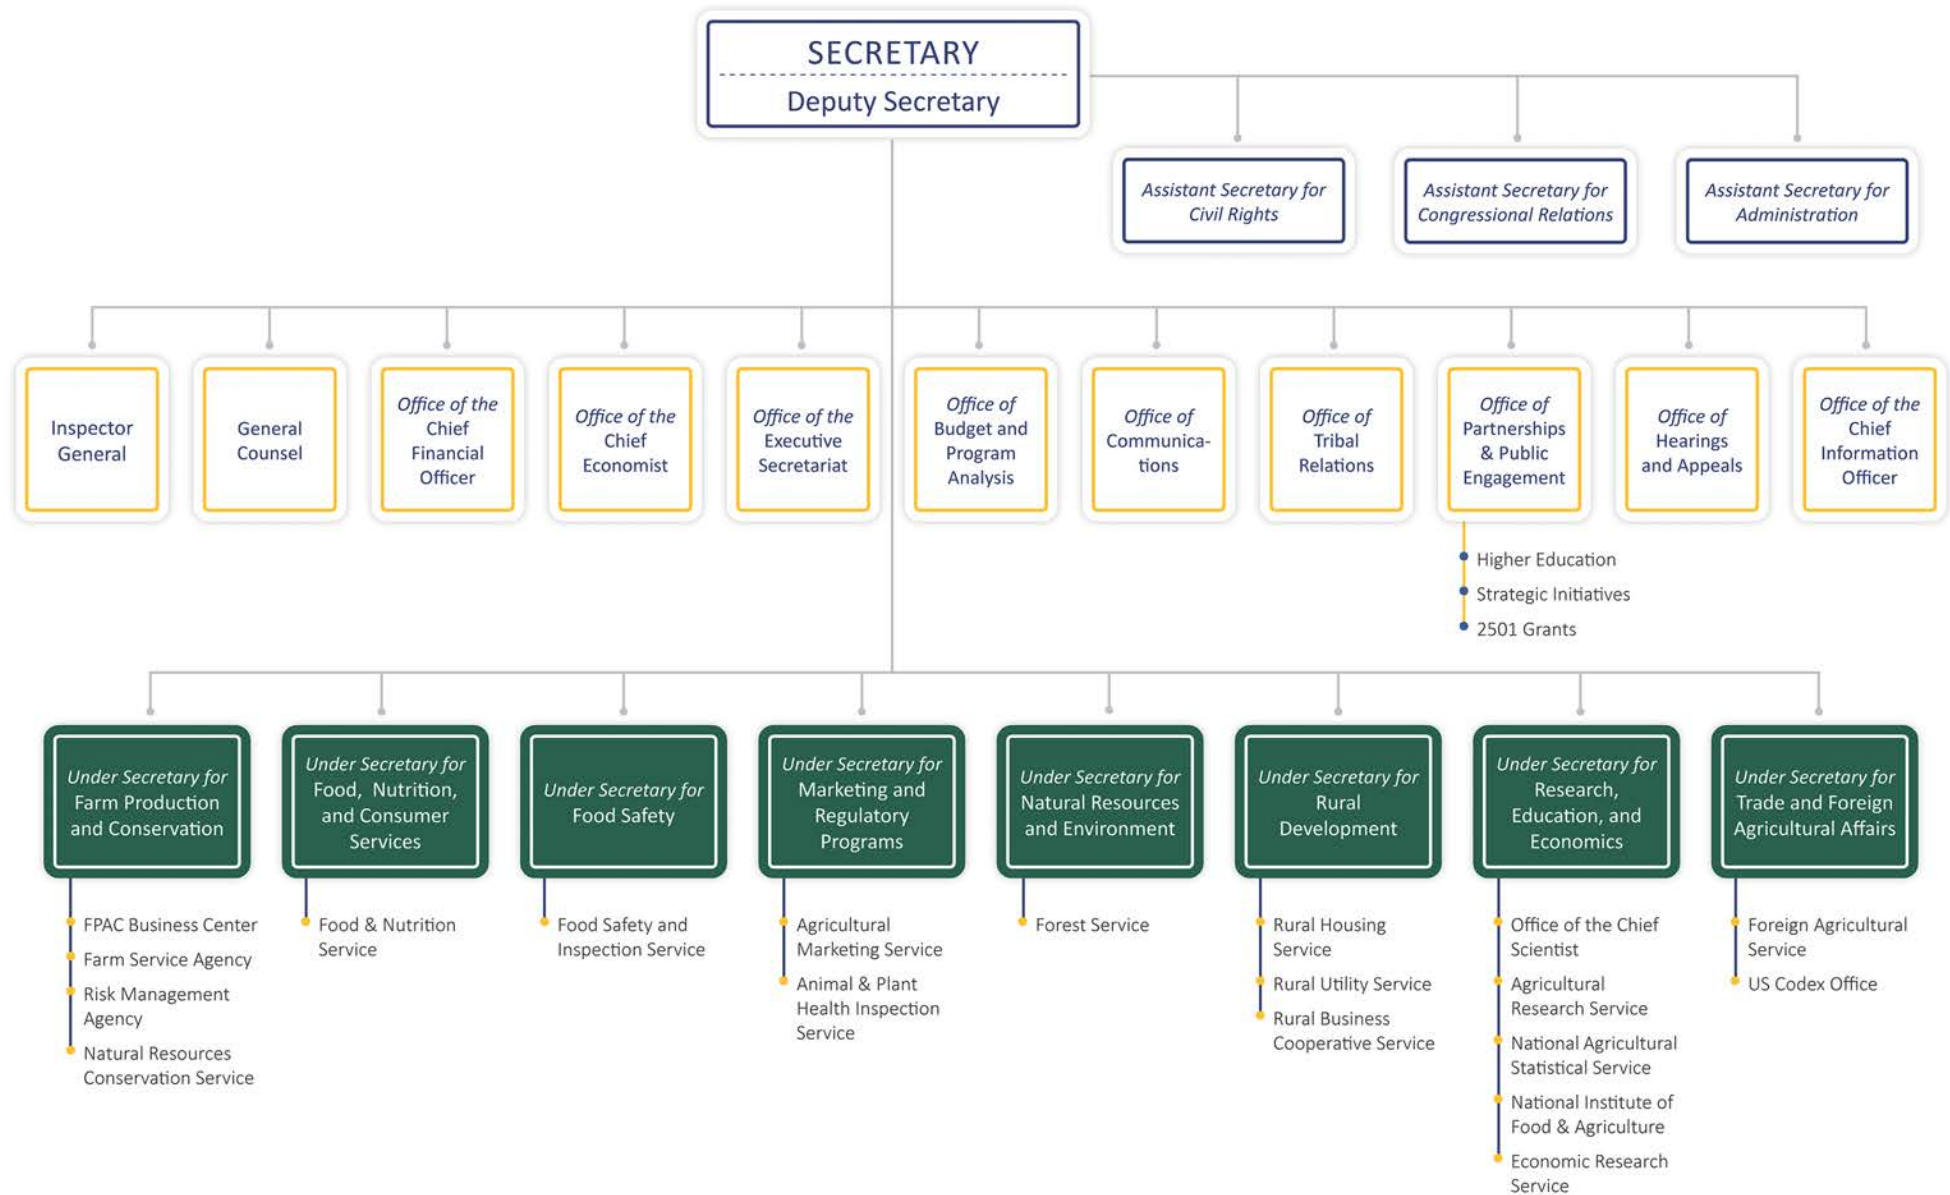 SECRETARY
Deputy Secretary
Assistant Secretary for
Civil Rights
Assistant Secretary for
Congressional Relations
Assistant Secretary for
Administration
Inspector
General
General
Counsel
Office of the
Chief
Financial
Officer
Office of the
Chief
Economist
Office of the
Executive
Secretariat
Office of
Budget and
Program
Analysis
Office of
Communica-
tions
Office of
Tribal
Relations
Office of
Partnerships
& Public
Engagement
Higher Education
Strategic Initiatives
2501 Grants
Office of
Hearings
and Appeals
Office of the
Chief
Information
Officer
Under Secretary for
Farm Production
and Conservation
FPAC Business Center
Farm Service Agency
Risk Management
Agency
Natural Resources
Conservation Service
Under Secretary for
Food, Nutrition,
and Consumer
Services
Food & Nutrition
Service
Under Secretary for
Food Safety
Food Safety and
Inspection Service
Under Secretary for
Marketing and
Regulatory
Programs
Agricultural
Marketing Service
Animal & Plant
Health Inspection
Service
Under Secretary for
Natural Resources
and Environment
Forest Service
Under Secretary for
Rural
Development
Rural Housing
Service
Rural Utility Service
Rural Business
Cooperative Service
Under Secretary for
Research,
Education, and
Economics
Office of the Chief
Scientist
Agricultural
Research Service
National Agricultural
Statistical Service
National Institute of
Food & Agriculture
Economic Research
Service
Under Secretary for
Trade and Foreign
Agricultural Affairs
Foreign Agricultural
Service
US Codex Office